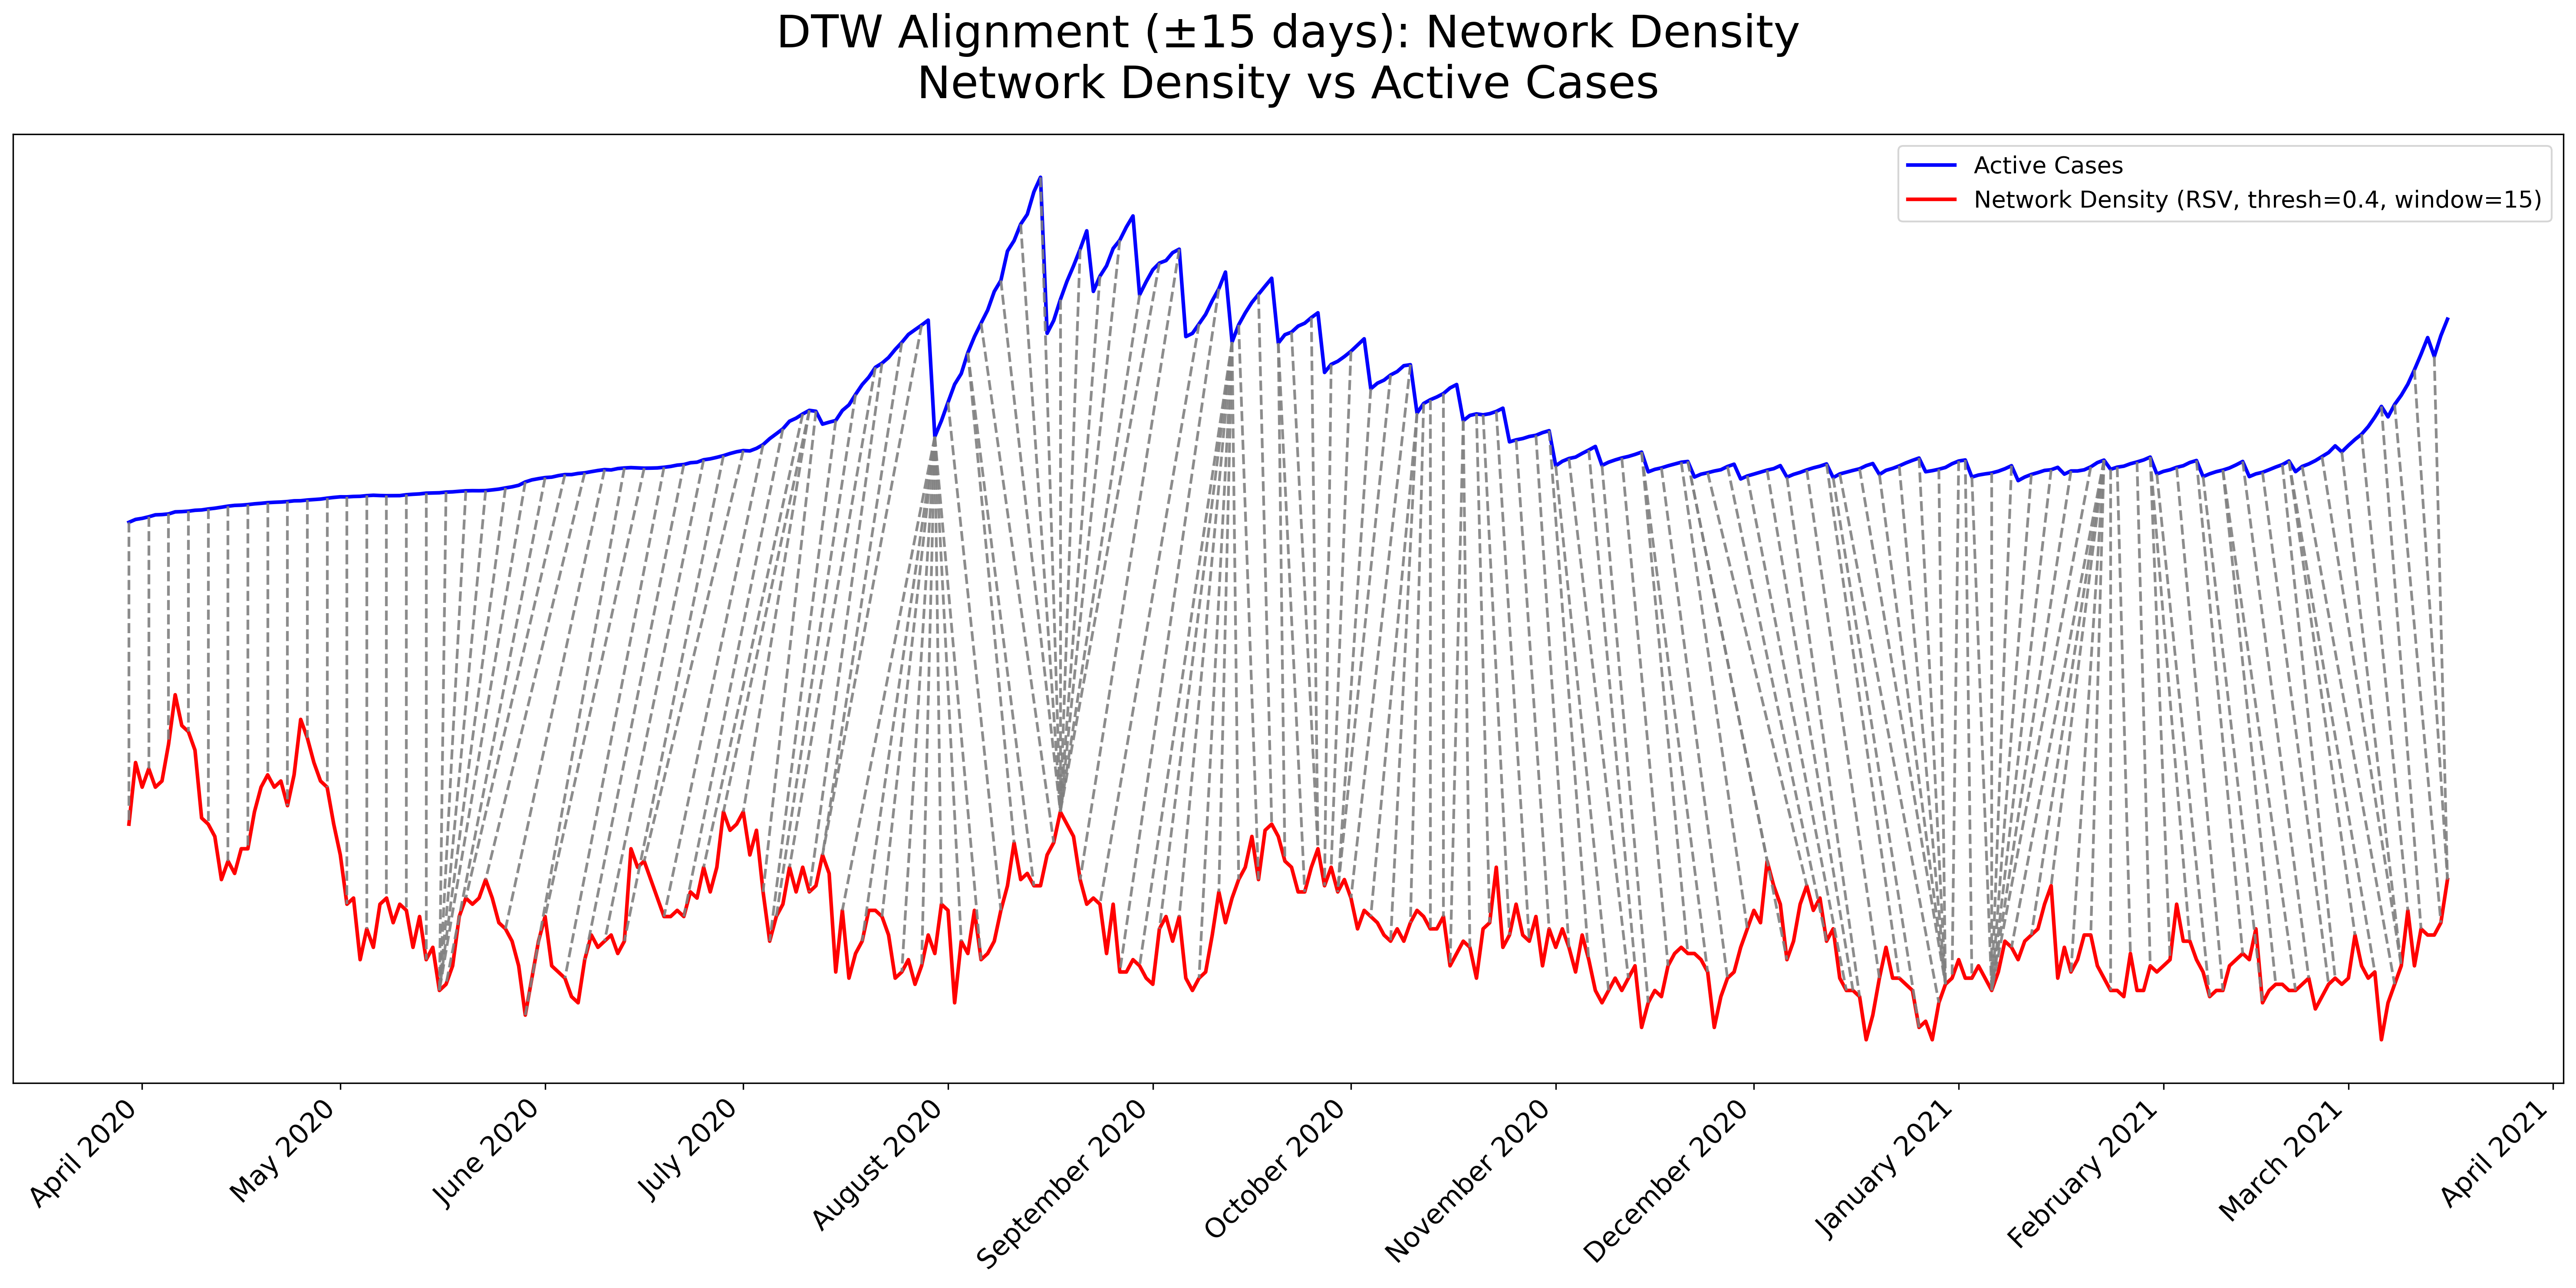 DTW Alignment (±15 days): Network Density
Network Density vs Active Cases
Active Cases
Network Density (RSV, thresh=0.4, window=15)
April 2020
May 2020
June 2020
July 2020
August 2020
September 2020
October 2020
November 2020
December 2020
January 2021
February 2021
March 2021
April 2021